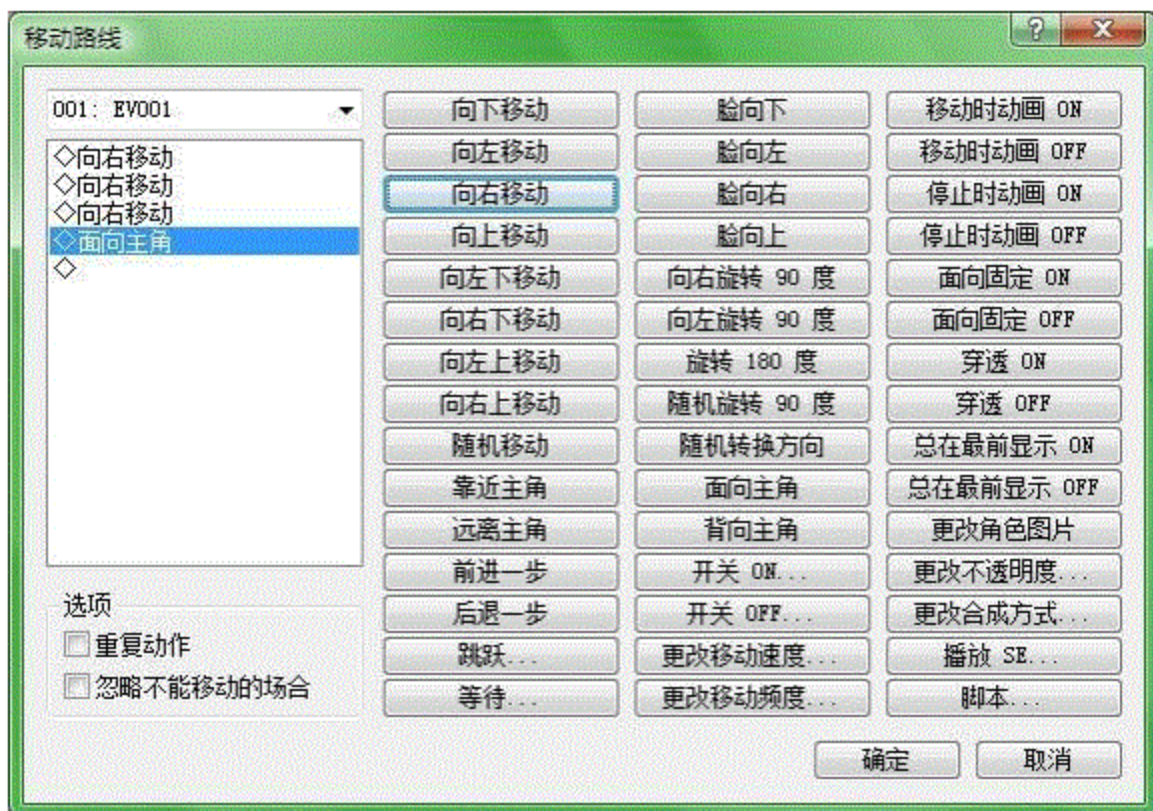 移动路线
001: EV001
◇向右移动
◇向右移动
◇向右移动
◇面向主角
◇
选项
重复动作
忽略不能移动的场合
向下移动
向左移动
向右移动
向上移动
向左下移动
向右下移动
向左上移动
向右上移动
随机移动
靠近主角
远离主角
前进一步
后退一步
跳跃...
等待...
脸向下
脸向左
脸向右
脸向上
向右旋转 90 度
向左旋转 90 度
旋转 180 度
随机旋转 90 度
随机转换方向
面向主角
背向主角
开关 ON...
开关 OFF...
更改移动速度...
更改移动频度...
移动时动画 ON
移动时动画 OFF
停止时动画 ON
停止时动画 OFF
面向固定 ON
面向固定 OFF
穿透 ON
穿透 OFF
总在最前显示 ON
总在最前显示 OFF
更改角色图片
更改不透明度...
更改合成方式...
播放 SE...
脚本...
确定
取消